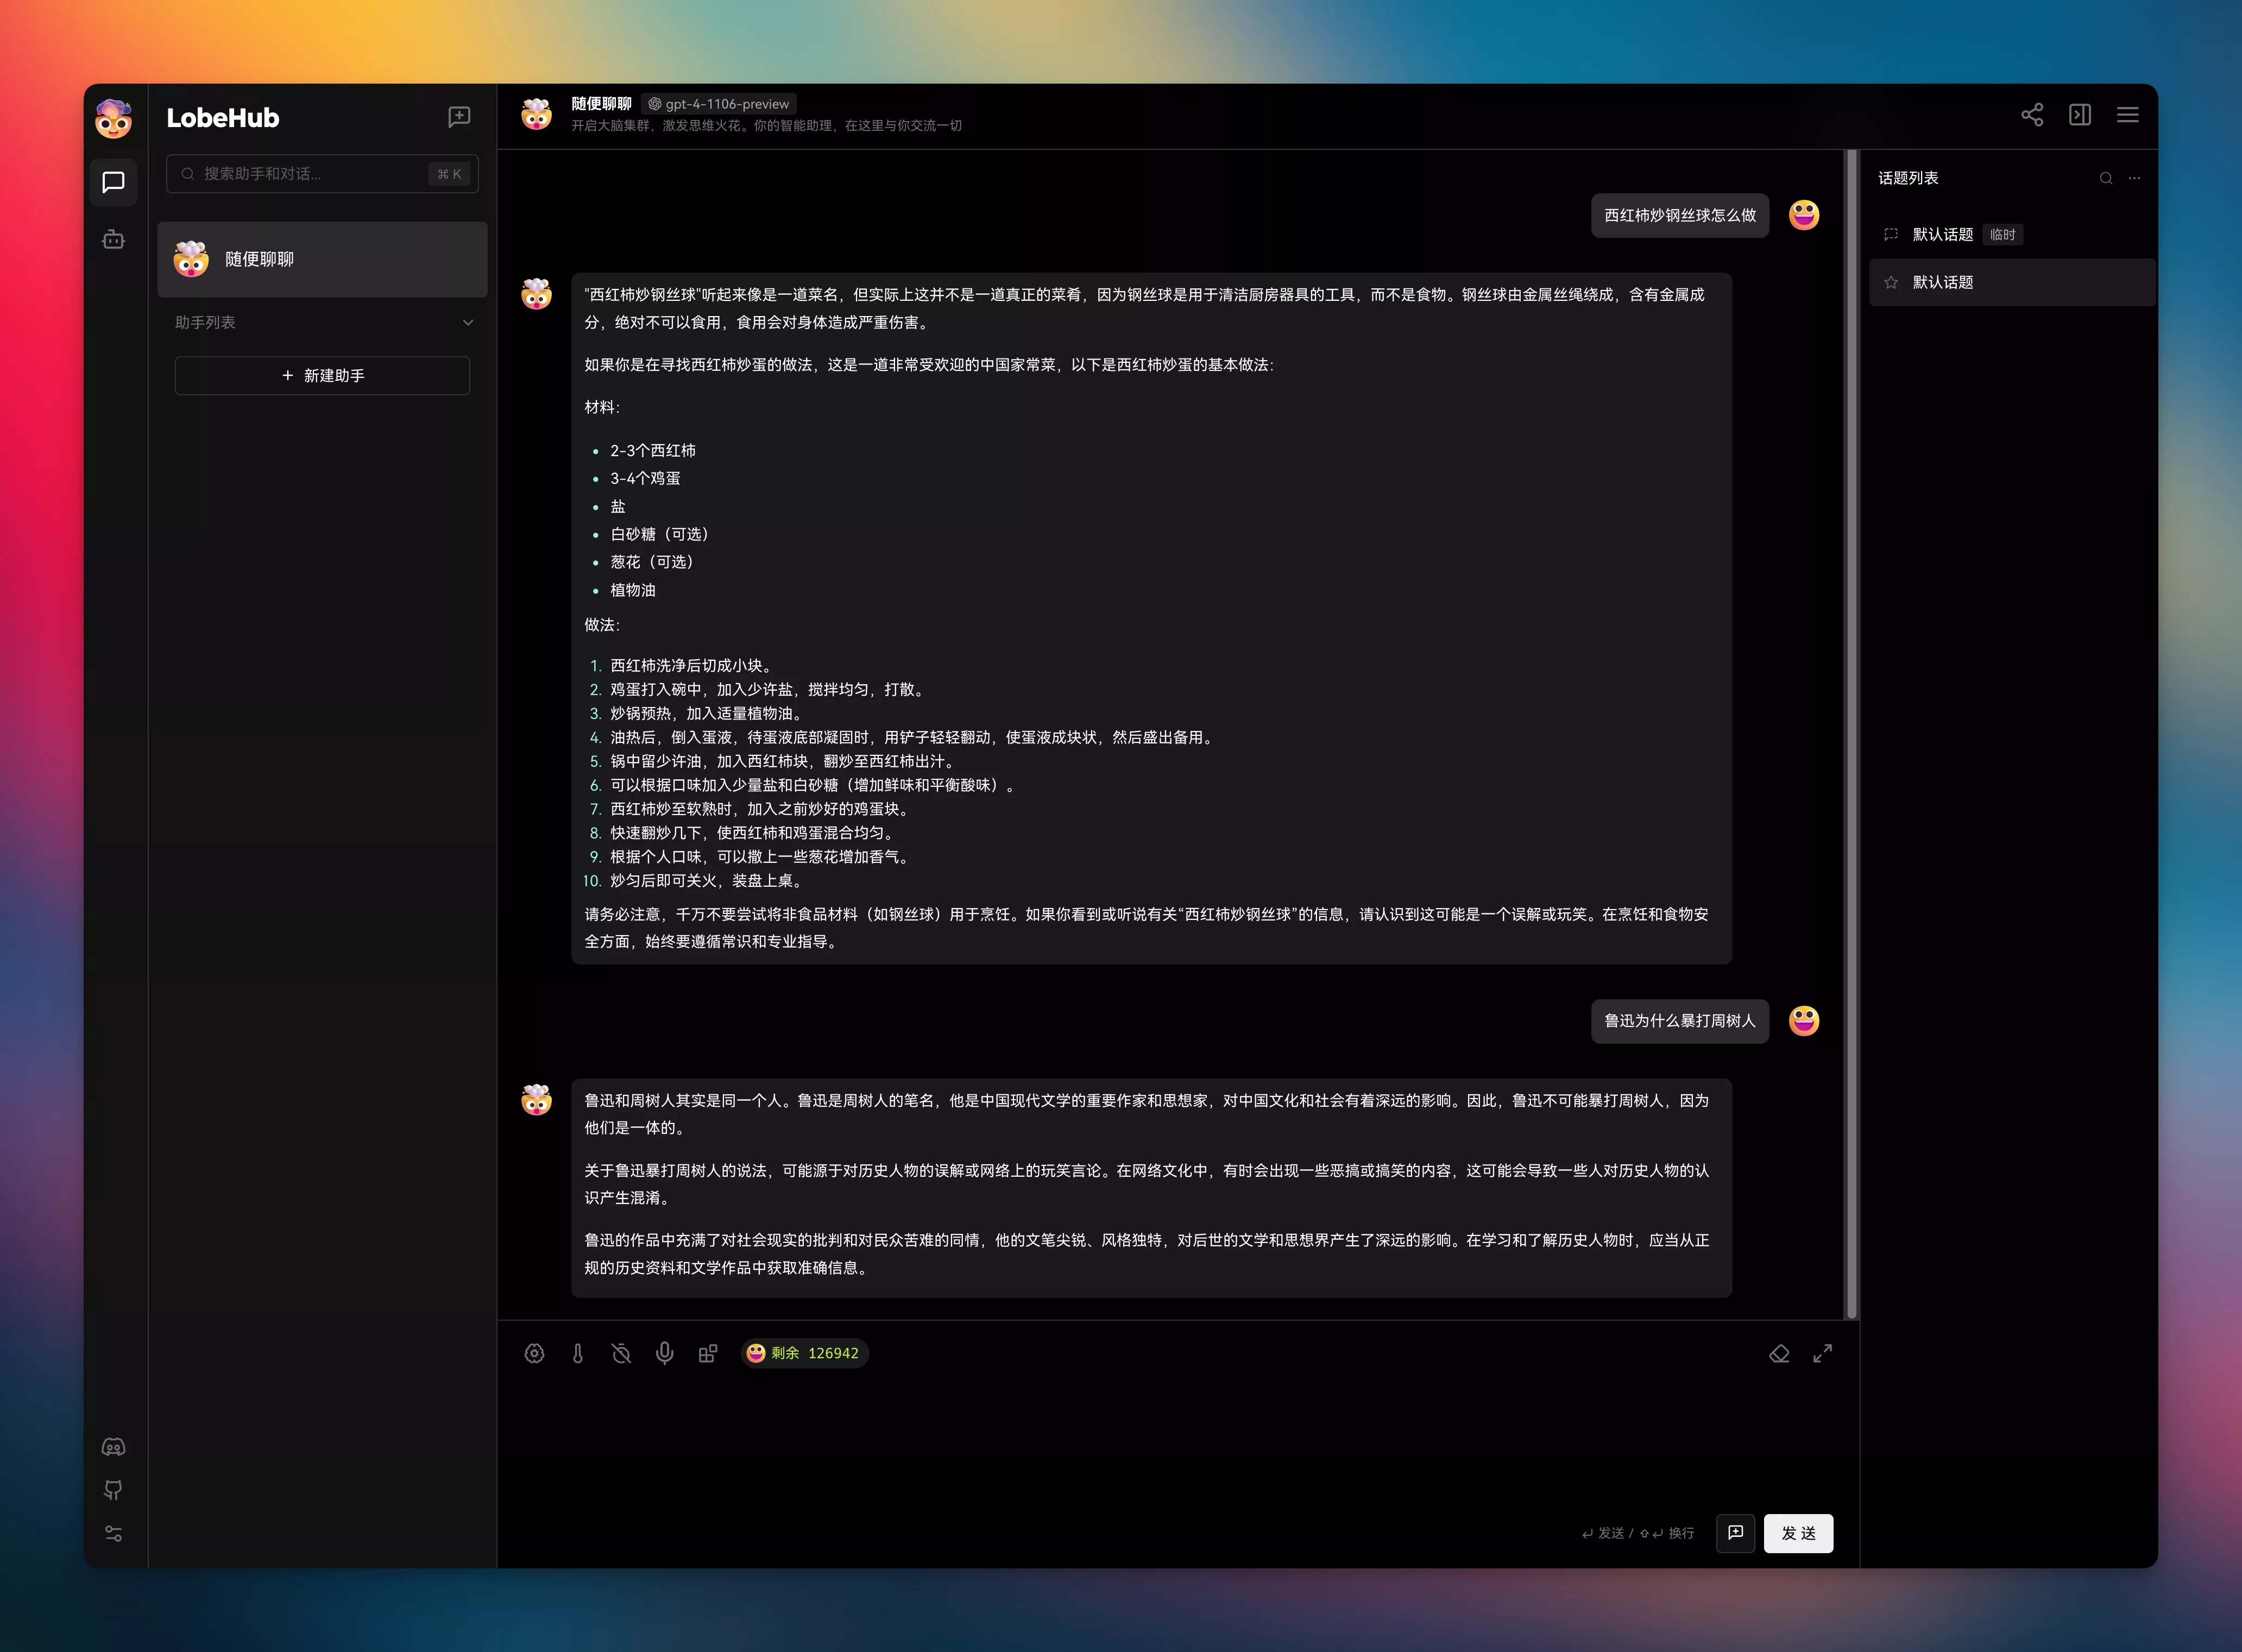 LobeHub
搜索助手和对话...
⌘ K
随便聊聊
助手列表
+ 新建助手
随便聊聊 gpt-4-1106-preview
开启大脑集群，激发思维火花。你的智能助理，在这里与你交流一切
西红柿炒钢丝球怎么做
"西红柿炒钢丝球"听起来像是一道菜名，但实际上这并不是一道真正的菜肴，因为钢丝球是用于清洁厨房器具的工具，而不是食物。钢丝球由金属丝绳绕成，含有金属成
分，绝对不可以食用，食用会对身体造成严重伤害。
如果你是在寻找西红柿炒蛋的做法，这是一道非常受欢迎的中国家常菜，以下是西红柿炒蛋的基本做法：
材料：
• 2-3个西红柿
• 3-4个鸡蛋
• 盐
• 白砂糖（可选）
• 葱花（可选）
• 植物油
做法：
1. 西红柿洗净后切成小块。
2. 鸡蛋打入碗中，加入少许盐，搅拌均匀，打散。
3. 炒锅预热，加入适量植物油。
4. 油热后，倒入蛋液，待蛋液底部凝固时，用铲子轻轻翻动，使蛋液成块状，然后盛出备用。
5. 锅中留少许油，加入西红柿块，翻炒至西红柿出汁。
6. 可以根据口味加入少量盐和白砂糖（增加鲜味和平衡酸味）。
7. 西红柿炒至软熟时，加入之前炒好的鸡蛋块。
8. 快速翻炒几下，使西红柿和鸡蛋混合均匀。
9. 根据个人口味，可以撒上一些葱花增加香气。
10. 炒匀后即可关火，装盘上桌。
请务必注意，千万不要尝试将非食品材料（如钢丝球）用于烹饪。如果你看到或听说有关“西红柿炒钢丝球”的信息，请认识到这可能是一个误解或玩笑。在烹饪和食物安
全方面，始终要遵循常识和专业指导。
鲁迅为什么暴打周树人
鲁迅和周树人其实是同一个人。鲁迅是周树人的笔名，他是中国现代文学的重要作家和思想家，对中国文化和社会有着深远的影响。因此，鲁迅不可能暴打周树人，因为
他们是一体的。
关于鲁迅暴打周树人的说法，可能源于对历史人物的误解或网络上的玩笑言论。在网络文化中，有时会出现一些恶搞或搞笑的内容，这可能会导致一些人对历史人物的认
识产生混淆。
鲁迅的作品中充满了对社会现实的批判和对民众苦难的同情，他的文笔尖锐、风格独特，对后世的文学和思想界产生了深远的影响。在学习和了解历史人物时，应当从正
规的历史资料和文学作品中获取准确信息。
剩余 126942
↵ 发送 / ⇧ ↵ 换行
发 送
话题列表
默认话题 临时
默认话题